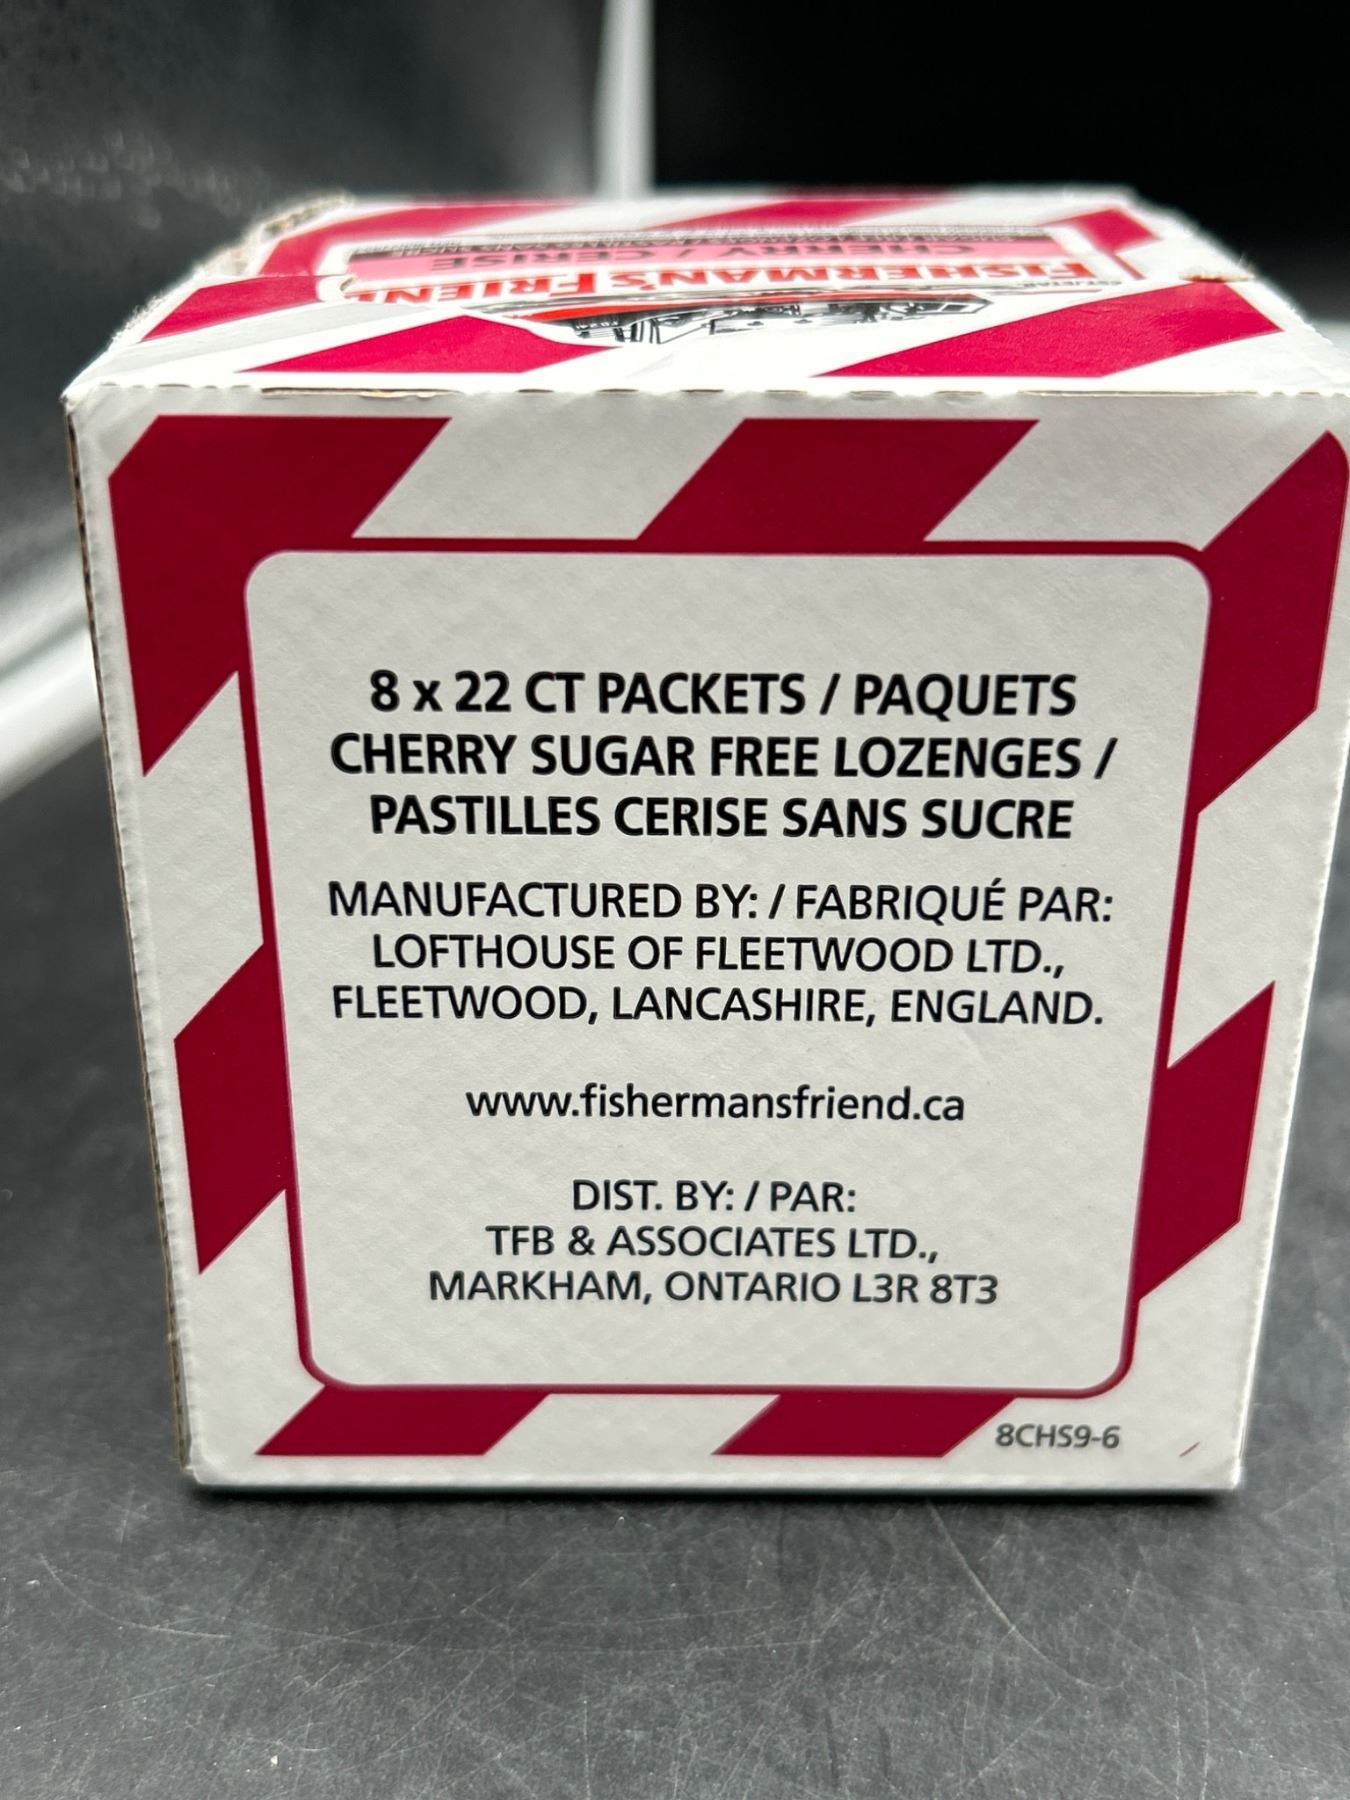 FISHERMAN'S FRIEND
CHERRY / CERISE
8 x 22 CT PACKETS / PAQUETS
CHERRY SUGAR FREE LOZENGES /
PASTILLES CERISE SANS SUCRE
MANUFACTURED BY: / FABRIQUÉ PAR:
LOFTHOUSE OF FLEETWOOD LTD.,
FLEETWOOD, LANCASHIRE, ENGLAND.
www.fishermansfriend.ca
DIST. BY: / PAR:
TFB & ASSOCIATES LTD.,
MARKHAM, ONTARIO L3R 8T3
8CHS9-6